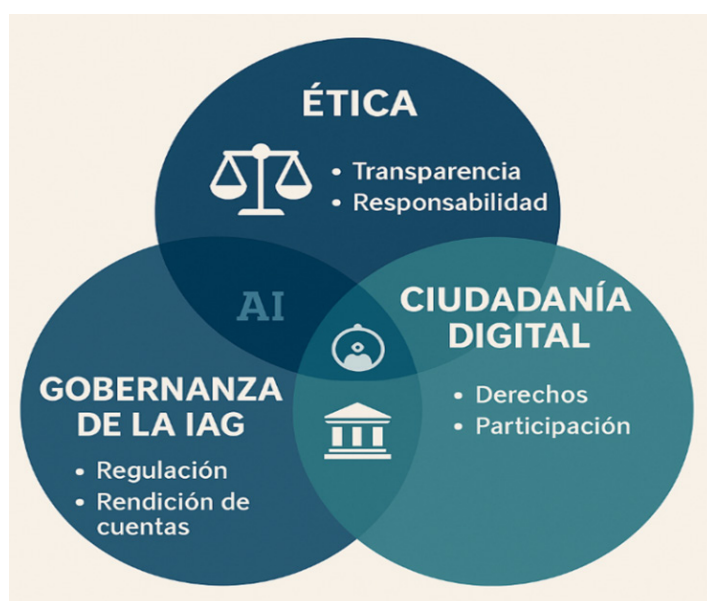 ÉTICA
• Transparencia
• Responsabilidad
AI
CIUDADANÍA
DIGITAL
• Derechos
• Participación
GOBERNANZA
DE LA IAG
• Regulación
• Rendición de
cuentas